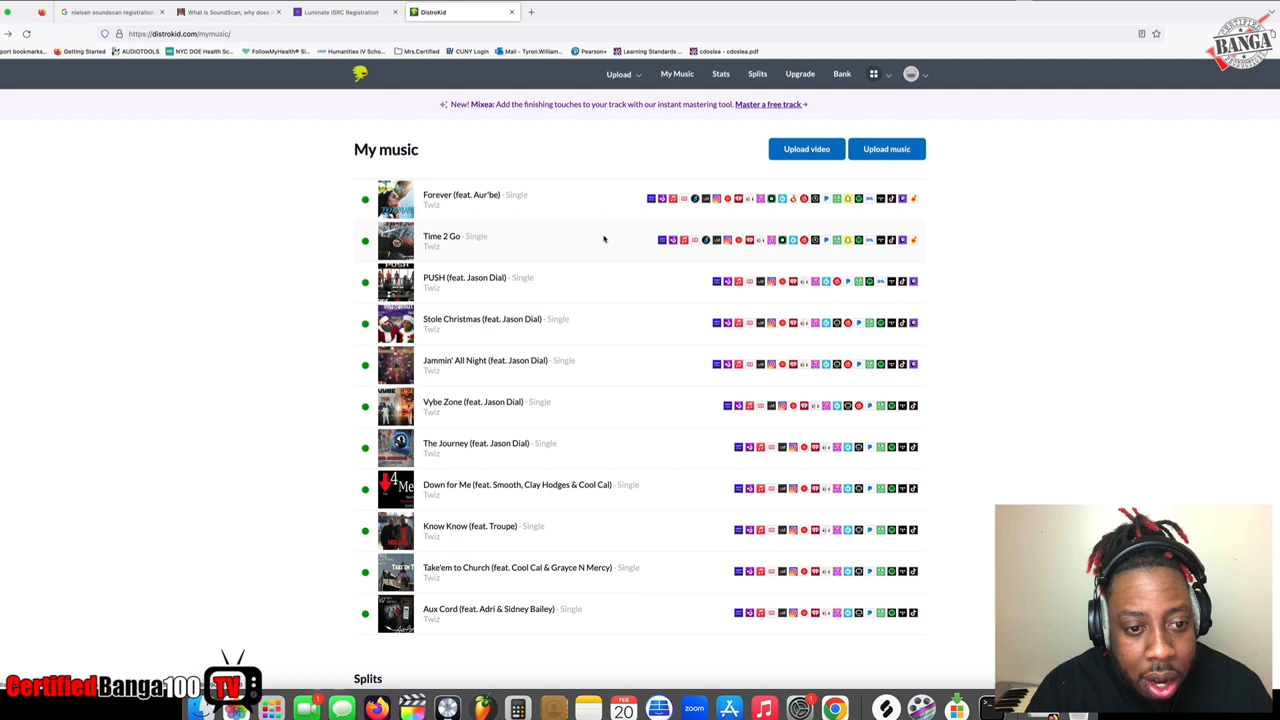 nielsen soundscan registration
What is SoundScan, why does it
Luminate ISRC Registration
DistroKid
https://distrokid.com/mymusic/
port bookmarks...
Getting Started
AUDIOTOOLS
NYC DOE Health Sc...
FollowMyHealth® Si...
Humanities IV Scho...
Mrs.Certified
CUNY Login
Mail - Tyron.William...
Pearson+
Learning Standards ...
cdoslea.pdf
CERTIFIED
BANGA
Upload
My Music
Stats
Splits
Upgrade
Bank
New! Mixea: Add the finishing touches to your track with our instant mastering tool. Master a free track →
My music
Upload video
Upload music
Forever (feat. Aur'be) · Single
Twiz
Time 2 Go · Single
Twiz
PUSH (feat. Jason Dial) · Single
Twiz
Stole Christmas (feat. Jason Dial) · Single
Twiz
Jammin' All Night (feat. Jason Dial) · Single
Twiz
Vybe Zone (feat. Jason Dial) · Single
Twiz
The Journey (feat. Jason Dial) · Single
Twiz
Down for Me (feat. Smooth, Clay Hodges & Cool Cal) · Single
Twiz
Know Know (feat. Troupe) · Single
Twiz
Take'em to Church (feat. Cool Cal & Grayce N Mercy) · Single
Twiz
Aux Cord (feat. Adri & Sidney Bailey) · Single
Twiz
Splits
CertifiedBanga100 TV
FEB
20
zoom